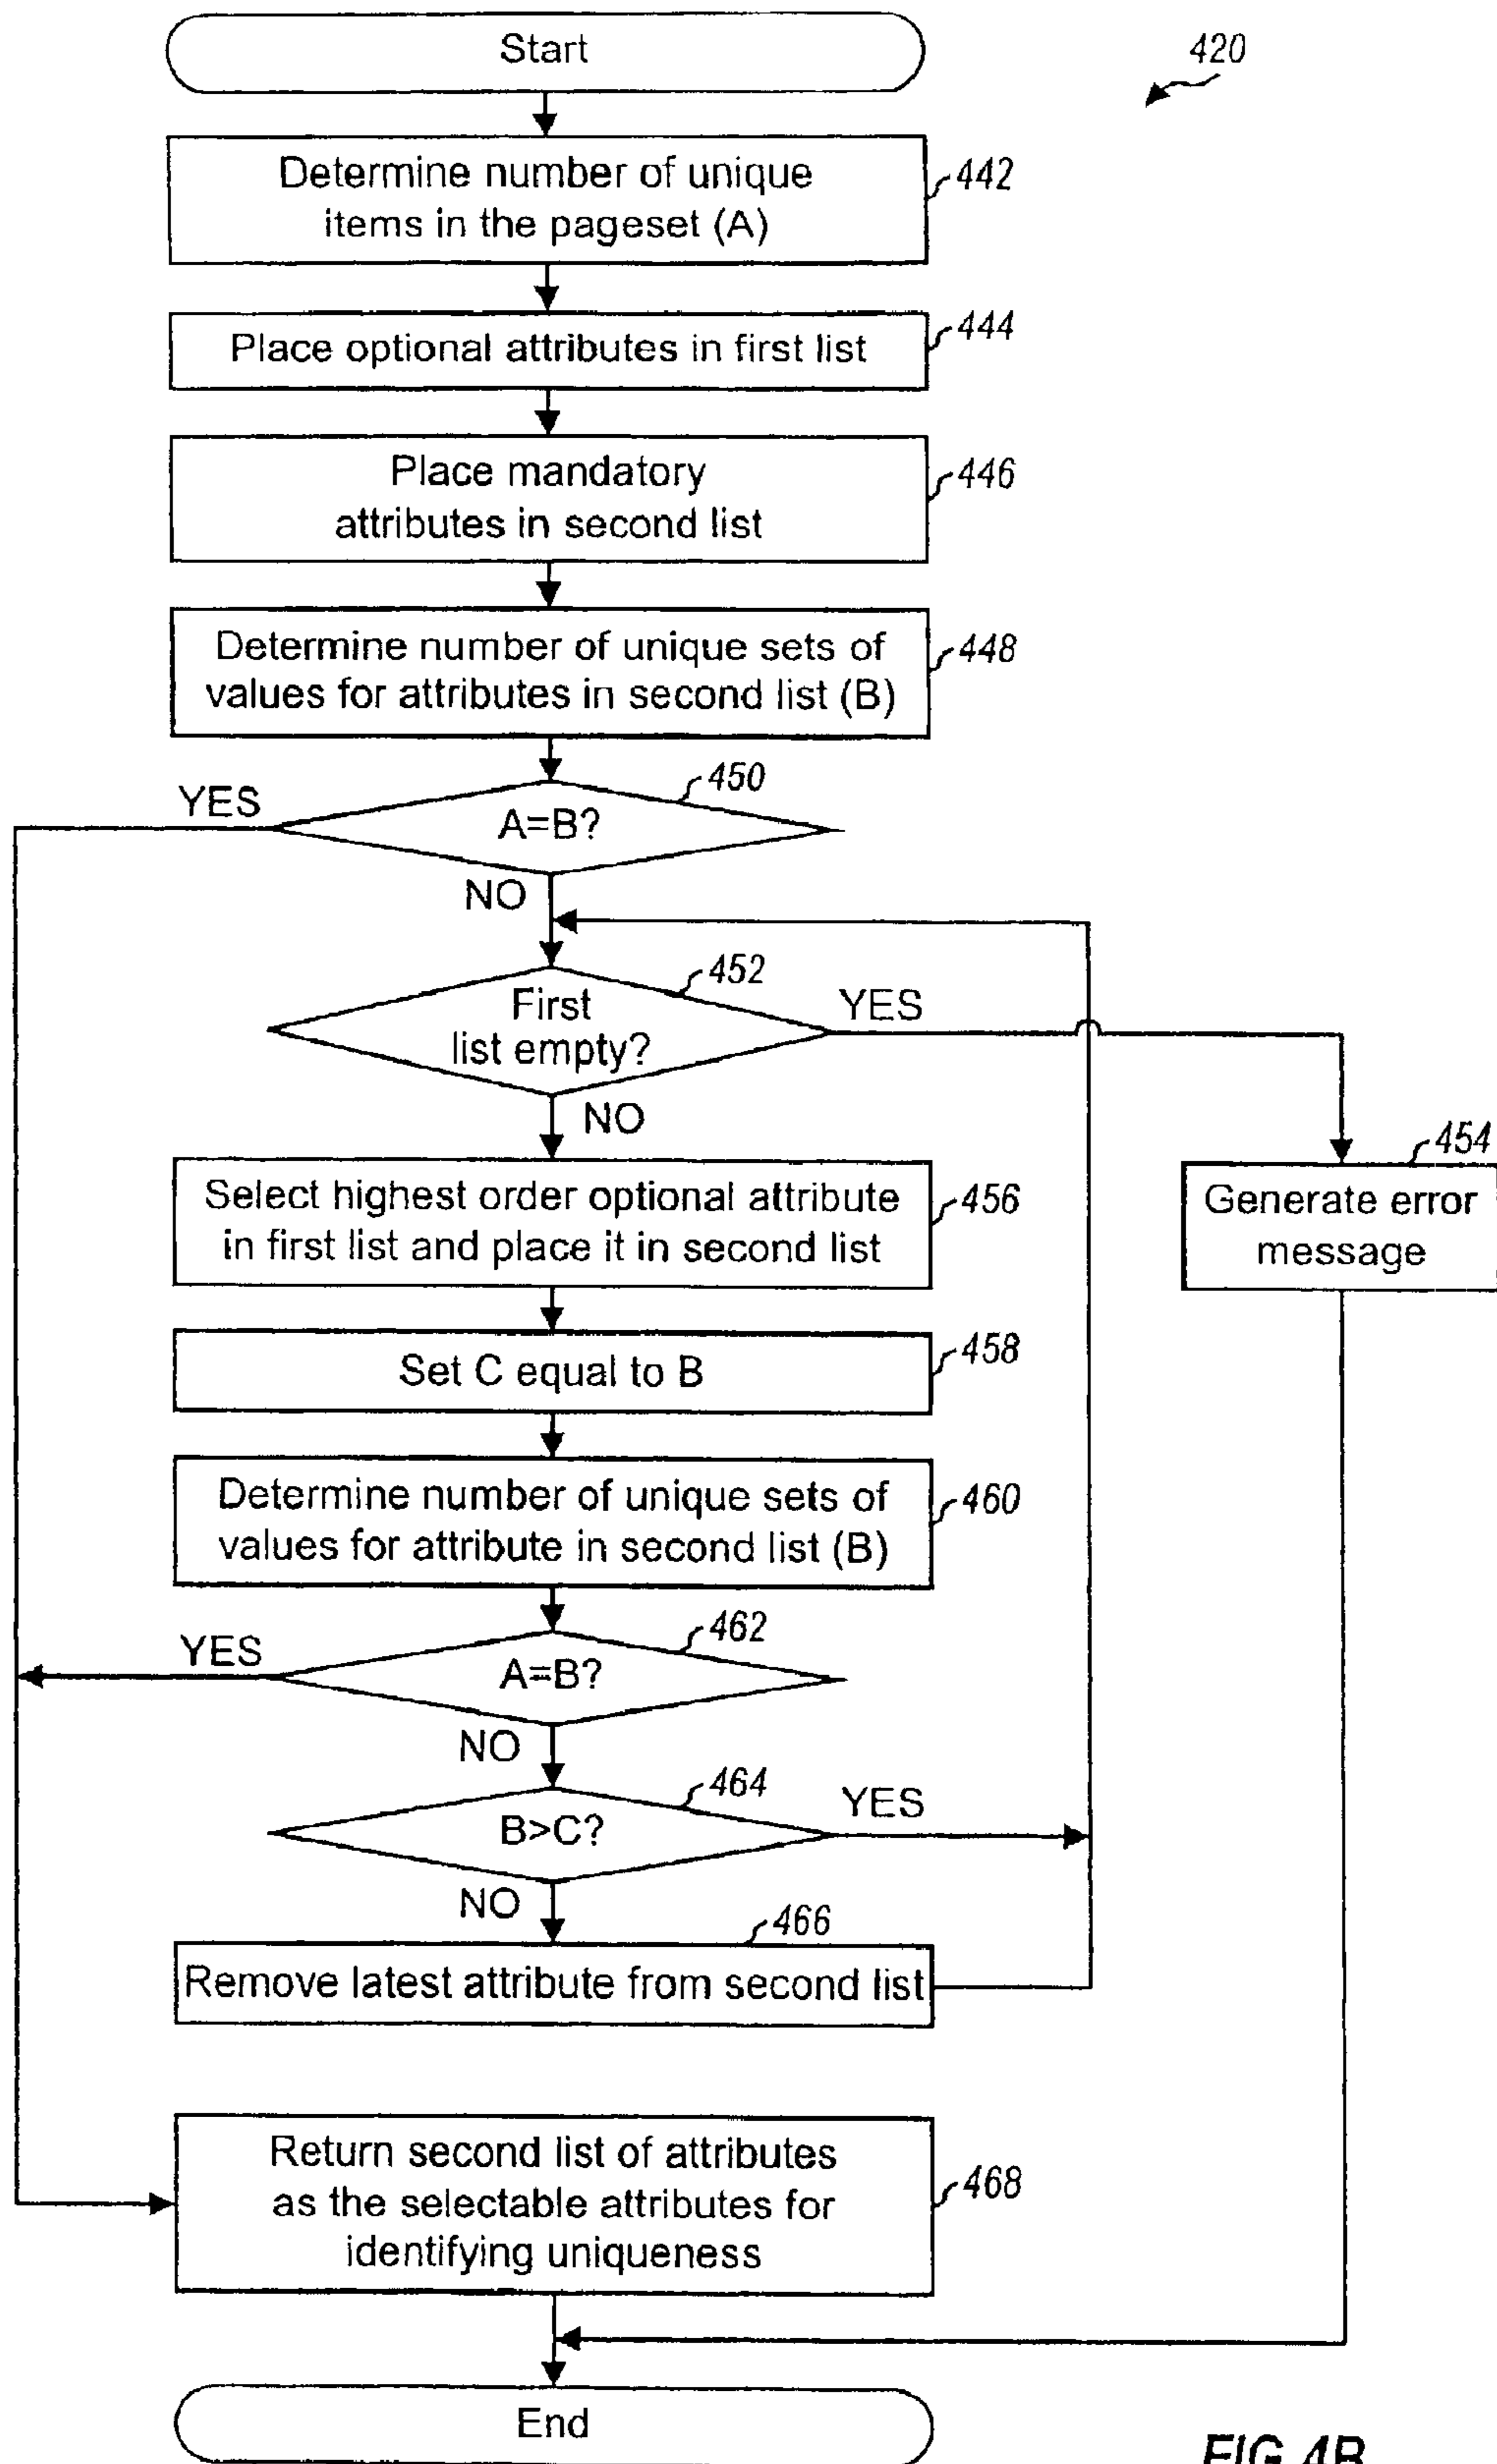 Start
420
Determine number of unique
items in the pageset (A)
442
Place optional attributes in first list
444
Place mandatory
attributes in second list
446
Determine number of unique sets of
values for attributes in second list (B)
448
450
YES
A=B?
NO
452
First
list empty?
YES
NO
454
Generate error
message
Select highest order optional attribute
in first list and place it in second list
456
Set C equal to B
458
Determine number of unique sets of
values for attribute in second list (B)
460
462
YES
A=B?
NO
464
B>C?
YES
NO
466
Remove latest attribute from second list
Return second list of attributes
as the selectable attributes for
identifying uniqueness
468
End
FIG.4B